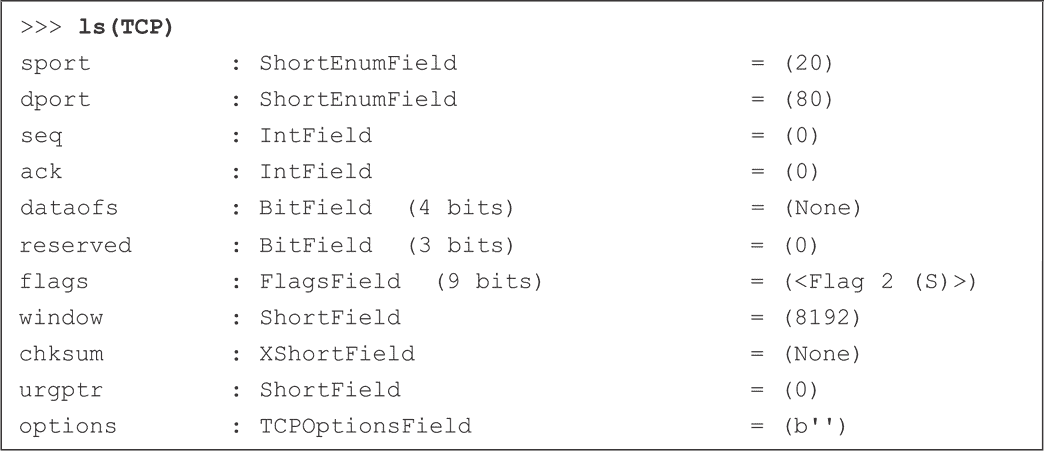 >>> ls(TCP)
sport : ShortEnumField = (20)
dport : ShortEnumField = (80)
seq : IntField = (0)
ack : IntField = (0)
dataofs : BitField (4 bits) = (None)
reserved : BitField (3 bits) = (0)
flags : FlagsField (9 bits) = (<Flag 2 (S)>)
window : ShortField = (8192)
chksum : XShortField = (None)
urgptr : ShortField = (0)
options : TCPOptionsField = (b'')